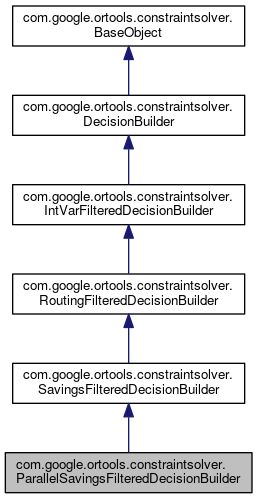 com.google.ortools.constraintsolver.
BaseObject
com.google.ortools.constraintsolver.
DecisionBuilder
com.google.ortools.constraintsolver.
IntVarFilteredDecisionBuilder
com.google.ortools.constraintsolver.
RoutingFilteredDecisionBuilder
com.google.ortools.constraintsolver.
SavingsFilteredDecisionBuilder
com.google.ortools.constraintsolver.
ParallelSavingsFilteredDecisionBuilder